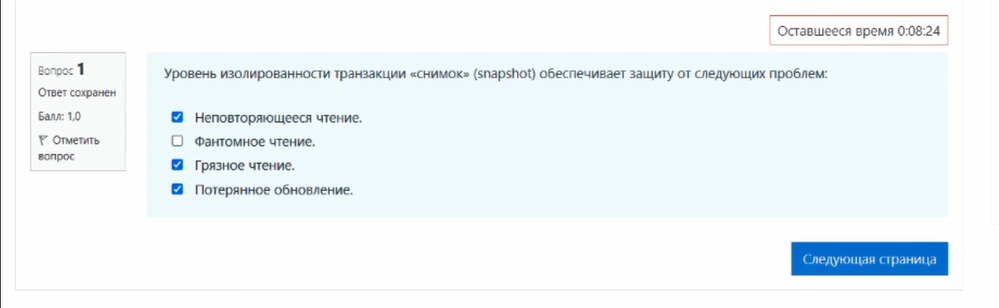 Оставшееся время 0:08:24
Вопрос 1
Ответ сохранен
Балл: 1,0
Отметить
вопрос
Уровень изолированности транзакции «снимок» (snapshot) обеспечивает защиту от следующих проблем:
Неповторяющееся чтение.
Фантомное чтение.
Грязное чтение.
Потерянное обновление.
Следующая страница